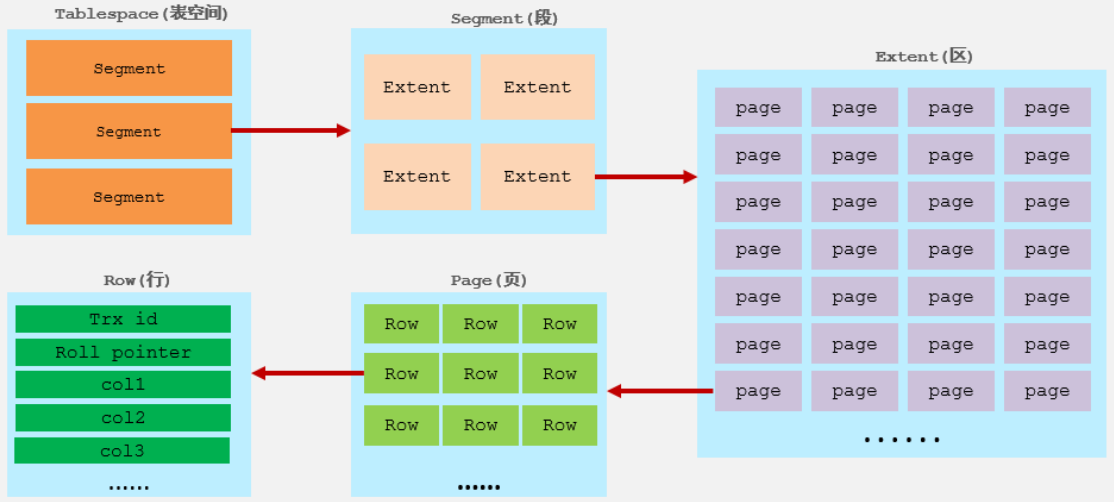 Tablespace(表空间)
Segment
Segment
Segment
Segment(段)
Extent Extent
Extent Extent
Extent(区)
page page page page
page page page page
page page page page
page page page page
page page page page
page page page page
page page page page
......
Page(页)
Row Row Row
Row Row Row
Row Row Row
......
Row(行)
Trx id
Roll pointer
col1
col2
col3
......